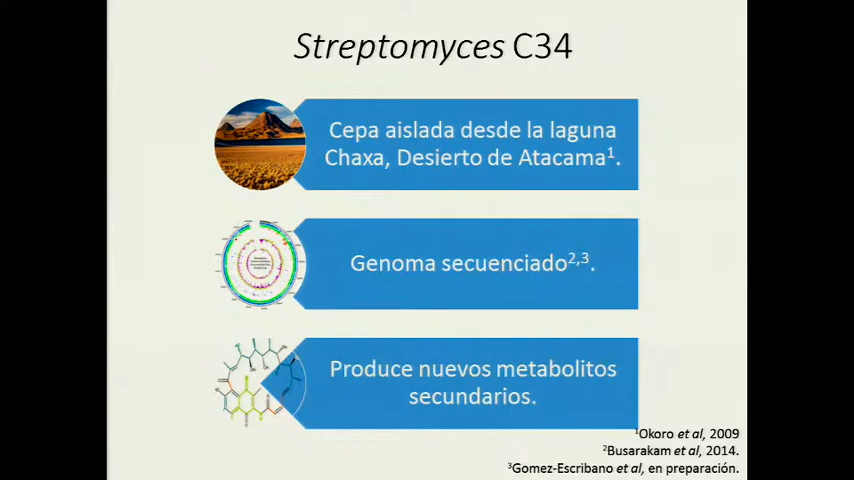 Streptomyces C34
Cepa aislada desde la laguna
Chaxa, Desierto de Atacama¹.
Genoma secuenciado²,³.
Produce nuevos metabolitos
secundarios.
¹Okoro et al, 2009
²Busarakam et al, 2014.
³Gomez-Escribano et al, en preparación.